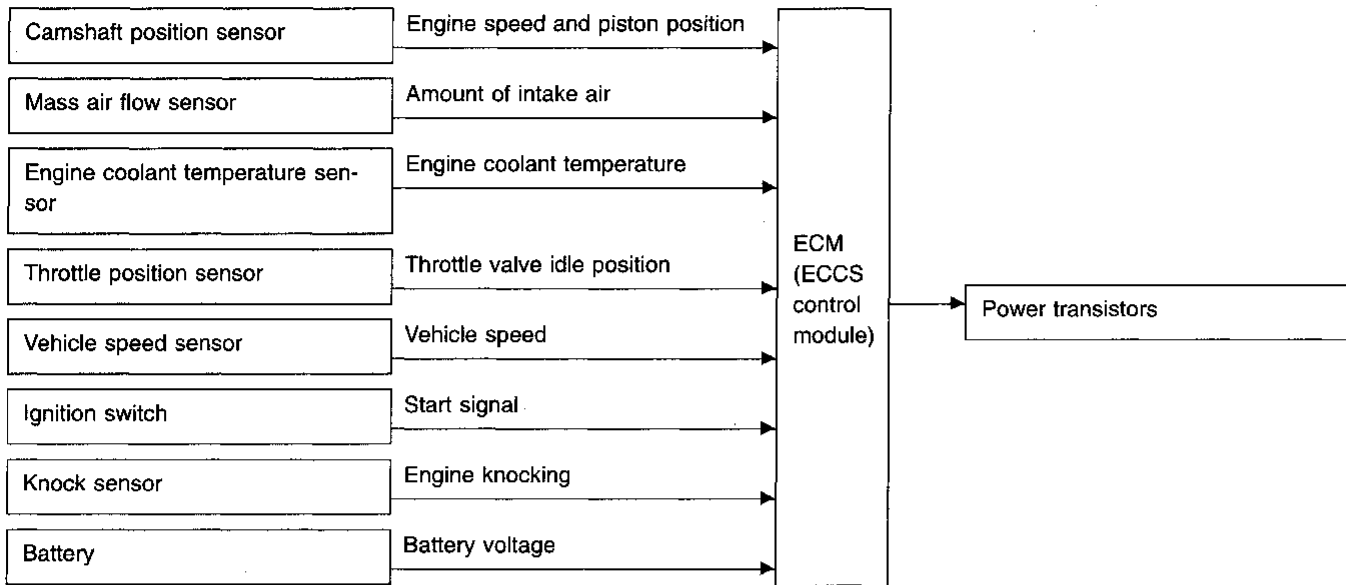 Camshaft position sensor
Engine speed and piston position
Mass air flow sensor
Amount of intake air
Engine coolant temperature sen-
sor
Engine coolant temperature
Throttle position sensor
Throttle valve idle position
Vehicle speed sensor
Vehicle speed
Ignition switch
Start signal
Knock sensor
Engine knocking
Battery
Battery voltage
ECM
(ECCS
control
module)
Power transistors